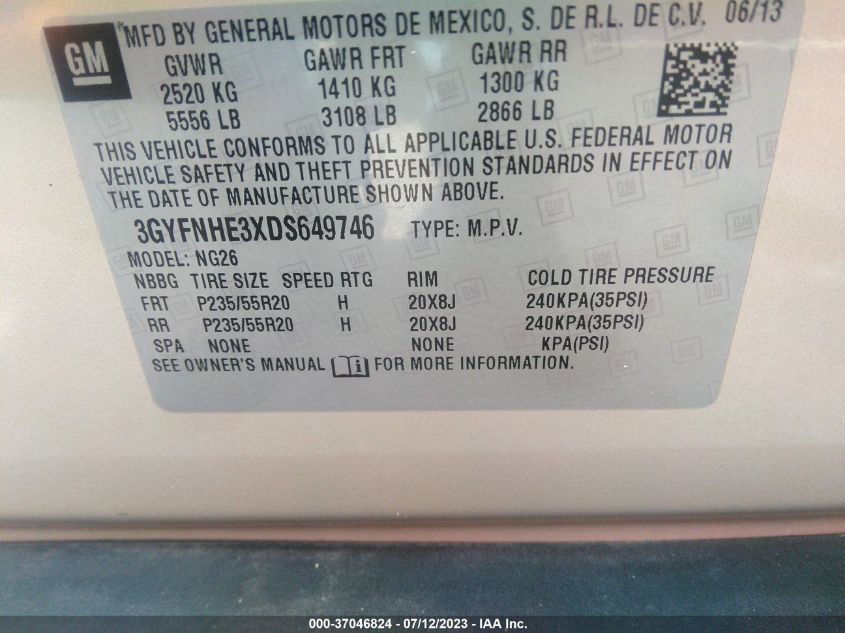 GM
*MFD BY GENERAL MOTORS DE MEXICO, S. DE R.L. DE C.V. 06/13
GVWR GAWR FRT GAWR RR
2520 KG 1410 KG 1300 KG
5556 LB 3108 LB 2866 LB
THIS VEHICLE CONFORMS TO ALL APPLICABLE U.S. FEDERAL MOTOR
VEHICLE SAFETY AND THEFT PREVENTION STANDARDS IN EFFECT ON
THE DATE OF MANUFACTURE SHOWN ABOVE.
3GYFNHE3XDS649746 TYPE: M.P.V.
MODEL: NG26
NBBG TIRE SIZE SPEED RTG RIM COLD TIRE PRESSURE
FRT P235/55R20 H 20X8J 240KPA(35PSI)
RR P235/55R20 H 20X8J 240KPA(35PSI)
SPA NONE NONE KPA(PSI)
SEE OWNER'S MANUAL FOR MORE INFORMATION.
000-37046824 - 07/12/2023 - IAAI Inc.